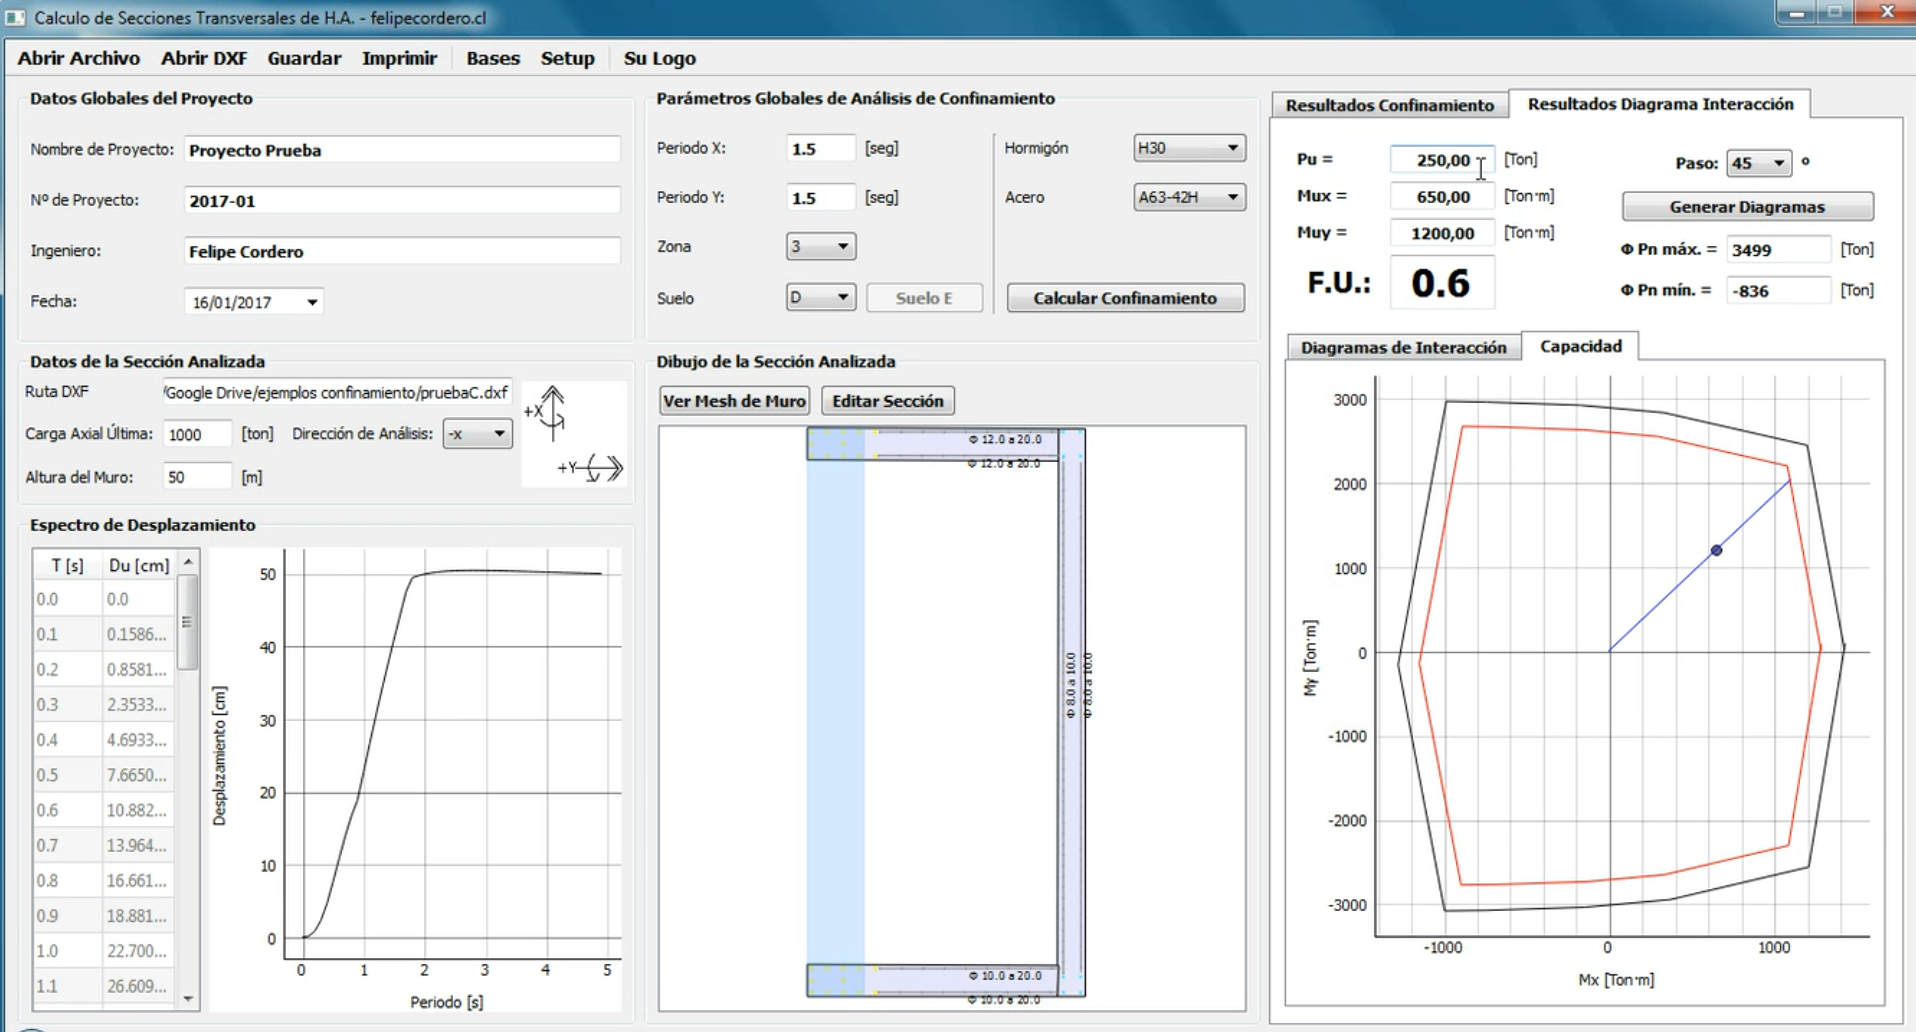 Calculo de Secciones Transversales de H.A. - felipecordero.cl
Abrir Archivo Abrir DXF Guardar Imprimir Bases Setup Su Logo
Datos Globales del Proyecto
Nombre de Proyecto: Proyecto Prueba
Nº de Proyecto: 2017-01
Ingeniero: Felipe Cordero
Fecha: 16/01/2017
Datos de la Sección Analizada
Ruta DXF /Google Drive/ejemplos confinamiento/pruebaC.dxf
Carga Axial Última: 1000 [ton] Dirección de Análisis: -x
Altura del Muro: 50 [m]
+X
+Y
Espectro de Desplazamiento
T [s] Du [cm]
0.0 0.0
0.1 0.1586...
0.2 0.8581...
0.3 2.3533...
0.4 4.6933...
0.5 7.6650...
0.6 10.882...
0.7 13.964...
0.8 16.661...
0.9 18.881...
1.0 22.700...
1.1 26.609...
Desplazamiento [cm]
50
40
30
20
10
0
0 1 2 3 4 5
Periodo [s]
Parámetros Globales de Análisis de Confinamiento
Periodo X: 1.5 [seg] Hormigón H30
Periodo Y: 1.5 [seg] Acero A63-42H
Zona 3
Suelo D Suelo E Calcular Confinamiento
Dibujo de la Sección Analizada
Ver Mesh de Muro Editar Sección
Φ 12.0 a 20.0
Φ 12.0 a 20.0
Φ 8.0 a 10.0
Φ 8.0 a 10.0
Φ 10.0 a 20.0
Φ 10.0 a 20.0
Resultados Confinamiento Resultados Diagrama Interacción
Pu = 250,00 [Ton] Paso: 45 º
Mux = 650,00 [Ton·m] Generar Diagramas
Muy = 1200,00 [Ton·m] Φ Pn máx. = 3499 [Ton]
F.U.: 0.6 Φ Pn mín. = -836 [Ton]
Diagramas de Interacción Capacidad
My [Ton·m]
3000
2000
1000
0
-1000
-2000
-3000
-1000 0 1000
Mx [Ton·m]